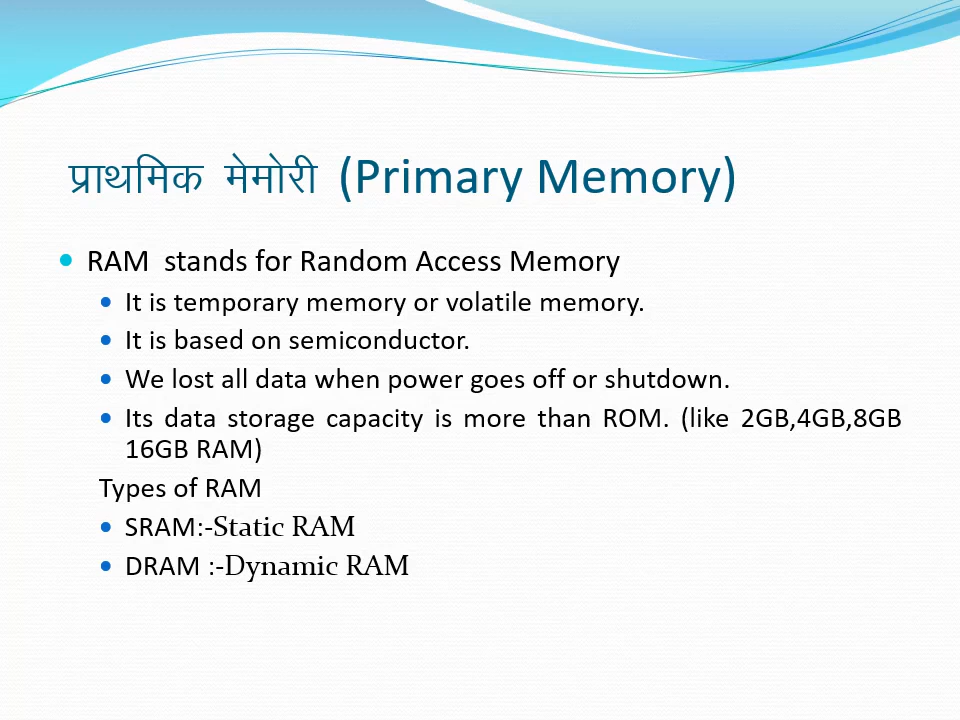 प्राथमिक मेमोरी (Primary Memory)
RAM stands for Random Access Memory
It is temporary memory or volatile memory.
It is based on semiconductor.
We lost all data when power goes off or shutdown.
Its data storage capacity is more than ROM. (like 2GB,4GB,8GB
16GB RAM)
Types of RAM
SRAM:-Static RAM
DRAM :-Dynamic RAM